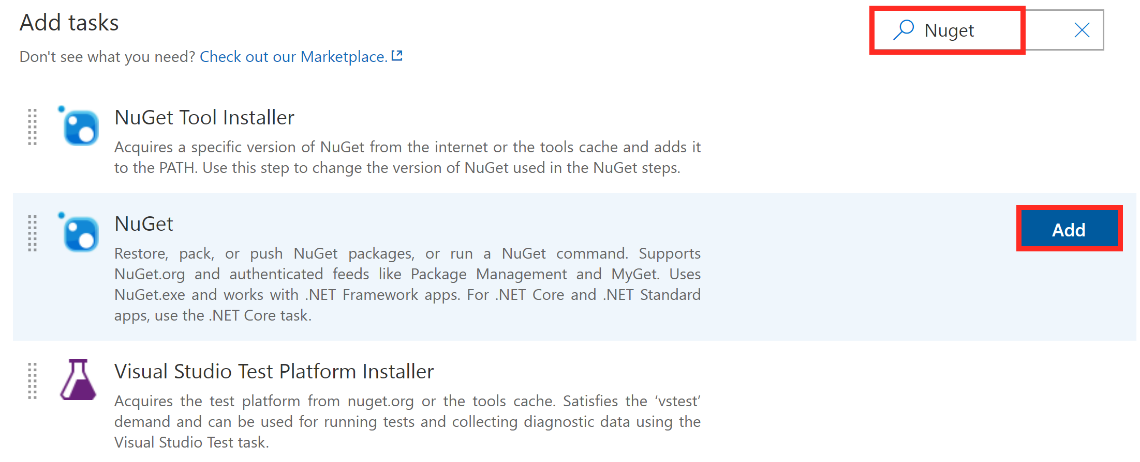 Add tasks
Nuget
Don't see what you need? Check out our Marketplace.
NuGet Tool Installer
Acquires a specific version of NuGet from the internet or the tools cache and adds it
to the PATH. Use this step to change the version of NuGet used in the NuGet steps.
NuGet
Add
Restore, pack, or push NuGet packages, or run a NuGet command. Supports
NuGet.org and authenticated feeds like Package Management and MyGet. Uses
NuGet.exe and works with .NET Framework apps. For .NET Core and .NET Standard
apps, use the .NET Core task.
Visual Studio Test Platform Installer
Acquires the test platform from nuget.org or the tools cache. Satisfies the ‘vstest’
demand and can be used for running tests and collecting diagnostic data using the
Visual Studio Test task.